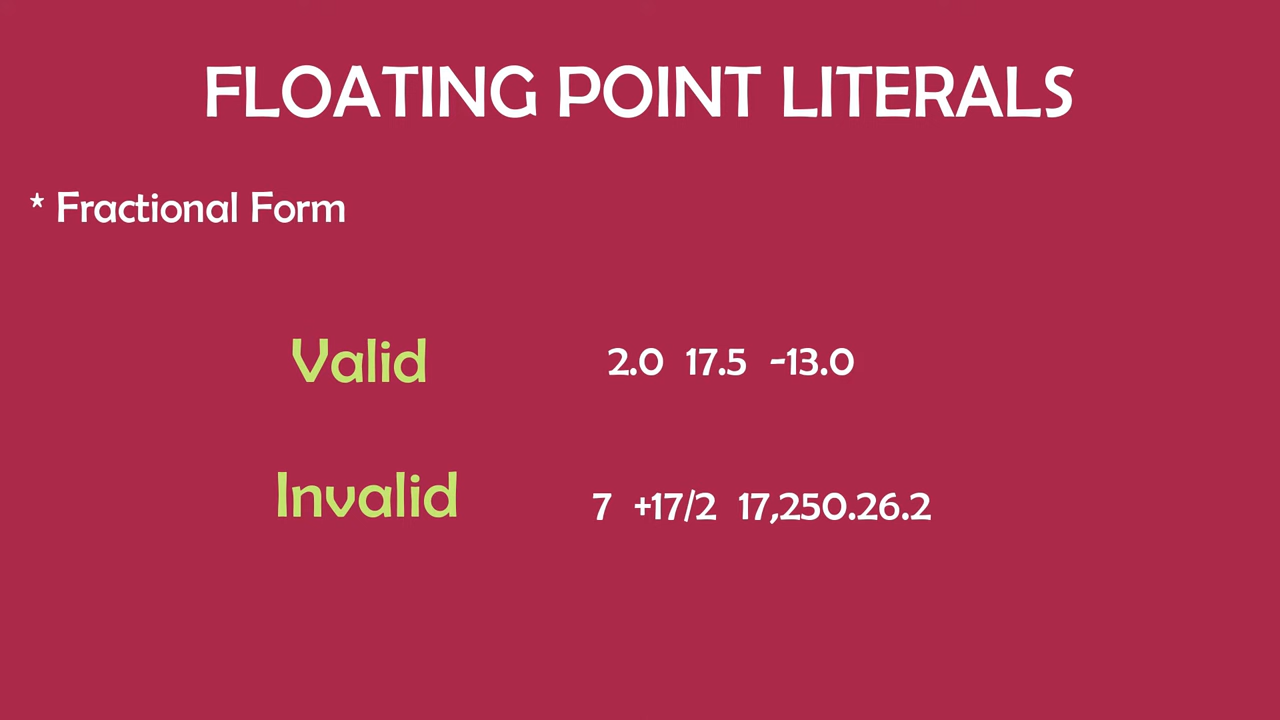 FLOATING POINT LITERALS
* Fractional Form
Valid 2.0 17.5 -13.0
Invalid 7 +17/2 17,250.26.2